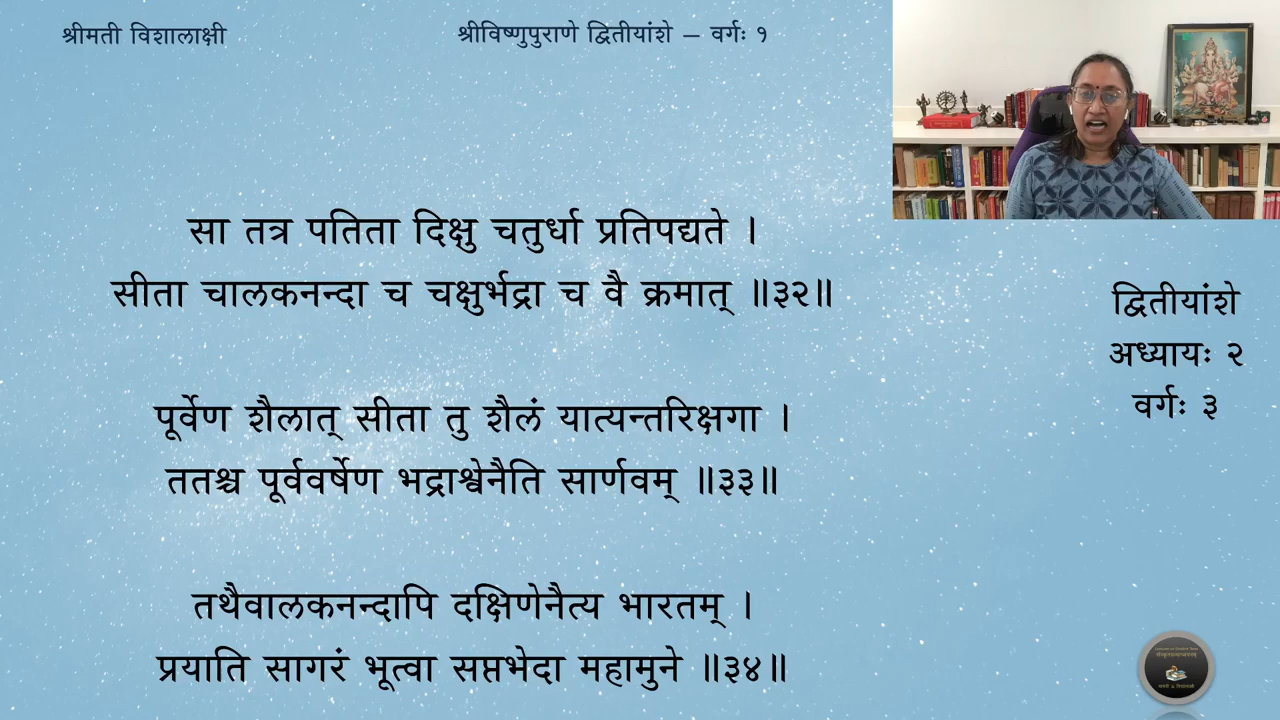 श्रीमती विशालाक्षी
श्रीविष्णुपुराणे द्वितीयांशे – वर्गः १
सा तत्र पतिता दिक्षु चतुर्धा प्रतिपद्यते ।
सीता चालकनन्दा च चक्षुर्भद्रा च वै क्रमात् ॥३२॥
पूर्वेण शैलात् सीता तु शैलं यात्यन्तरिक्षगा ।
ततश्च पूर्ववर्षेण भद्राश्वेनैति सार्णवम् ॥३३॥
तथैवालकनन्दापि दक्षिणेनैत्य भारतम् ।
प्रयाति सागरं भूत्वा सप्तभेदा महामुने ॥३४॥
द्वितीयांशे
अध्यायः २
वर्गः ३